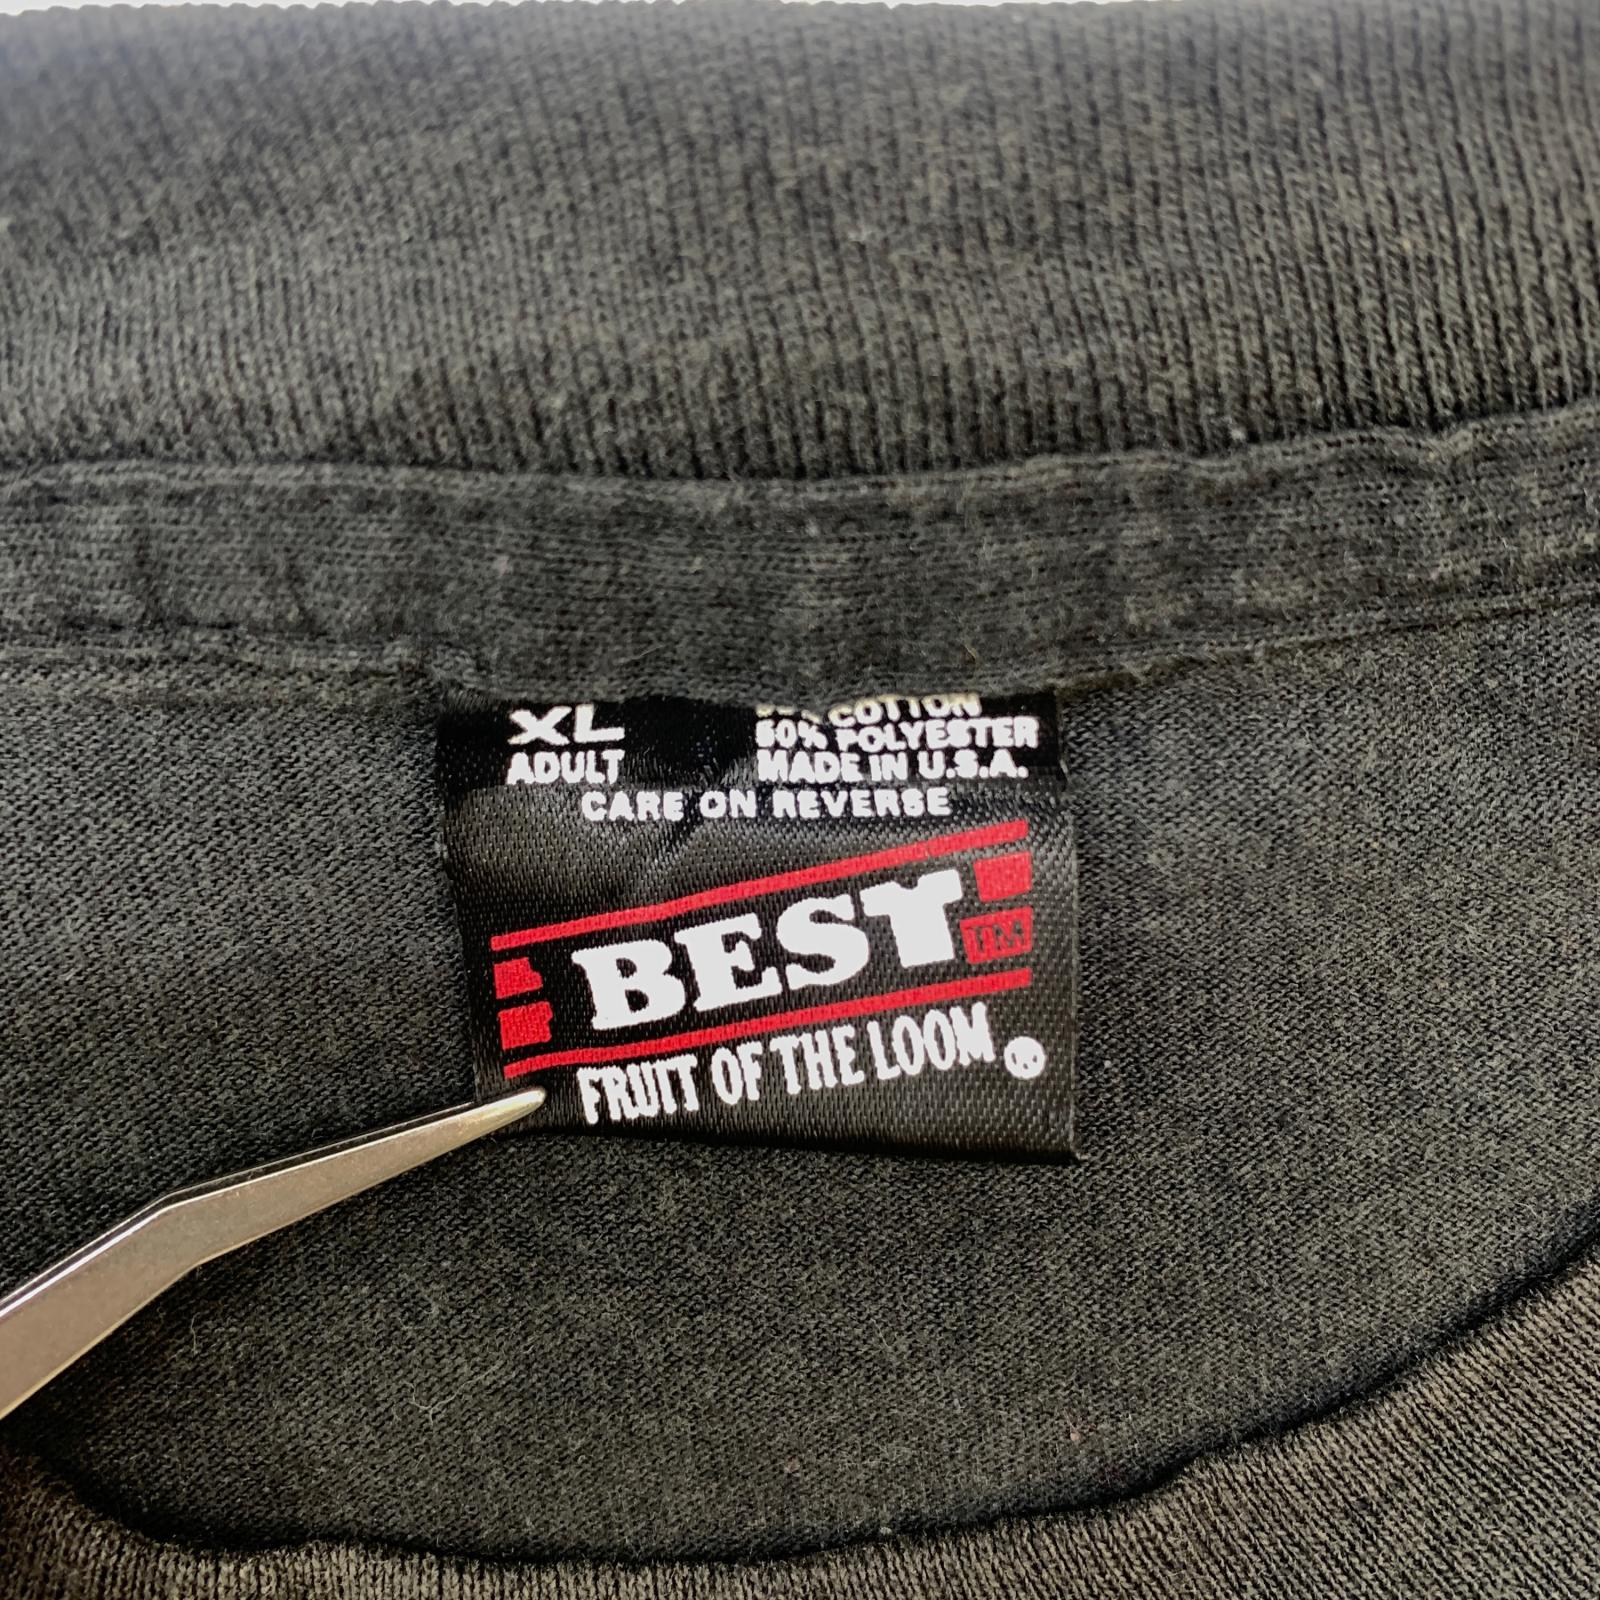 XL
ADULT
COTTON
50% POLYESTER
MADE IN U.S.A.
CARE ON REVERSE
BEST
TM
FRUIT OF THE LOOM ®